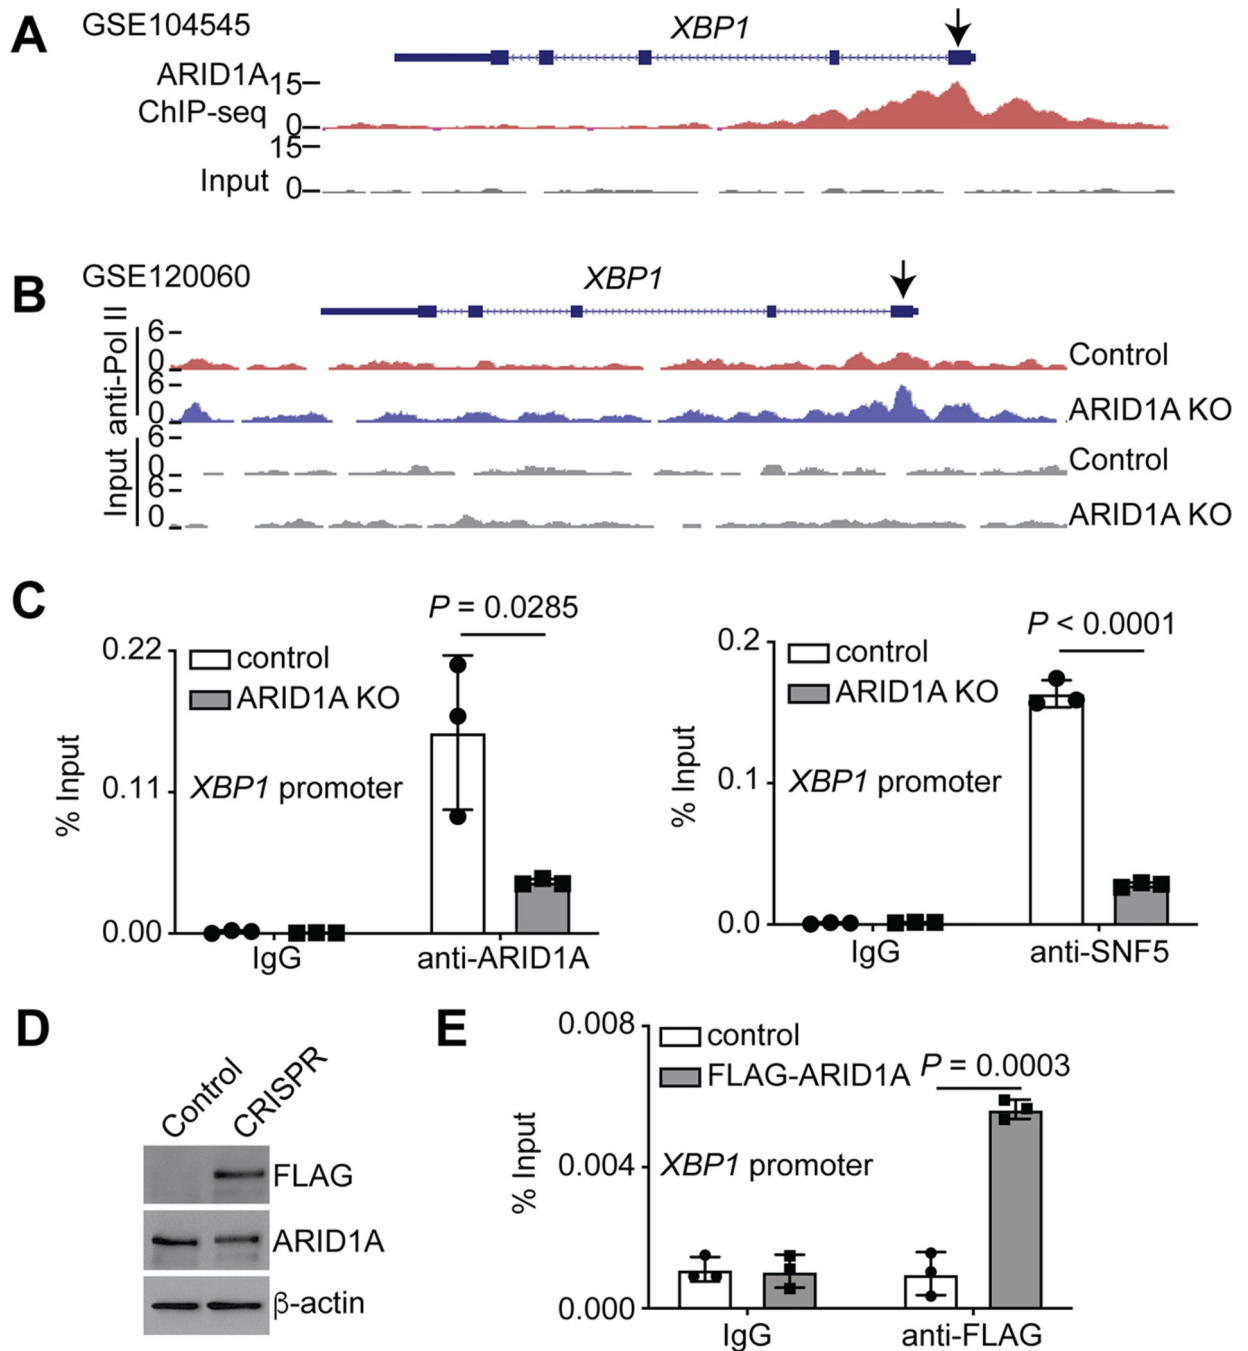 A
GSE104545
XBP1
ARID1A
ChIP-seq
15
0
Input
15
0
B
GSE120060
XBP1
anti-Pol II
6
0
Control
6
0
ARID1A KO
Input
6
0
Control
6
0
ARID1A KO
C
P = 0.0285
control
ARID1A KO
XBP1 promoter
% Input
0.22
0.11
0.00
IgG
anti-ARID1A
P < 0.0001
control
ARID1A KO
XBP1 promoter
% Input
0.2
0.1
0.0
IgG
anti-SNF5
D
Control
CRISPR
FLAG
ARID1A
β-actin
E
control
FLAG-ARID1A
P = 0.0003
XBP1 promoter
% Input
0.008
0.004
0.000
IgG
anti-FLAG